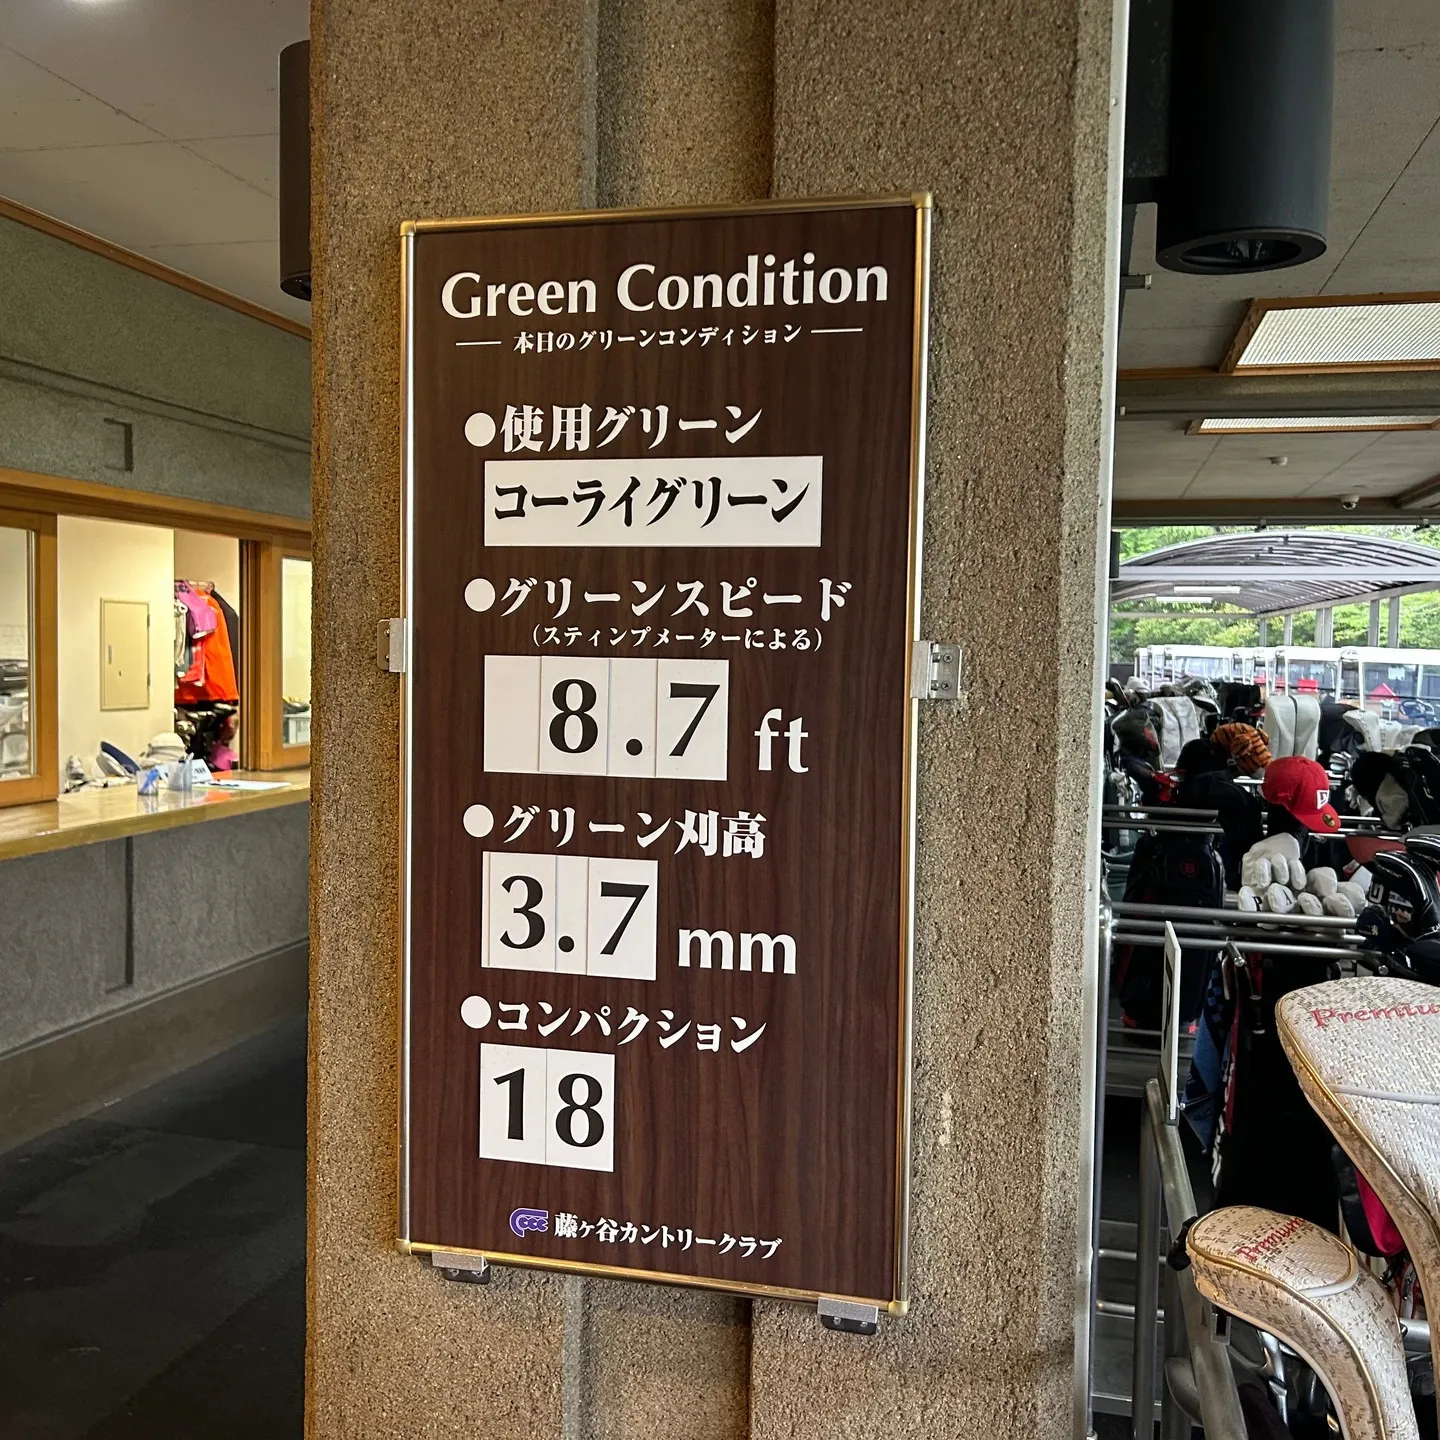 Green Condition
本日のグリーンコンディション
●使用グリーン
コーライグリーン
●グリーンスピード
(スティンプメーターによる)
8.7 ft
●グリーン刈高
3.7 mm
●コンパクション
18
藤ヶ谷カントリークラブ
Premium